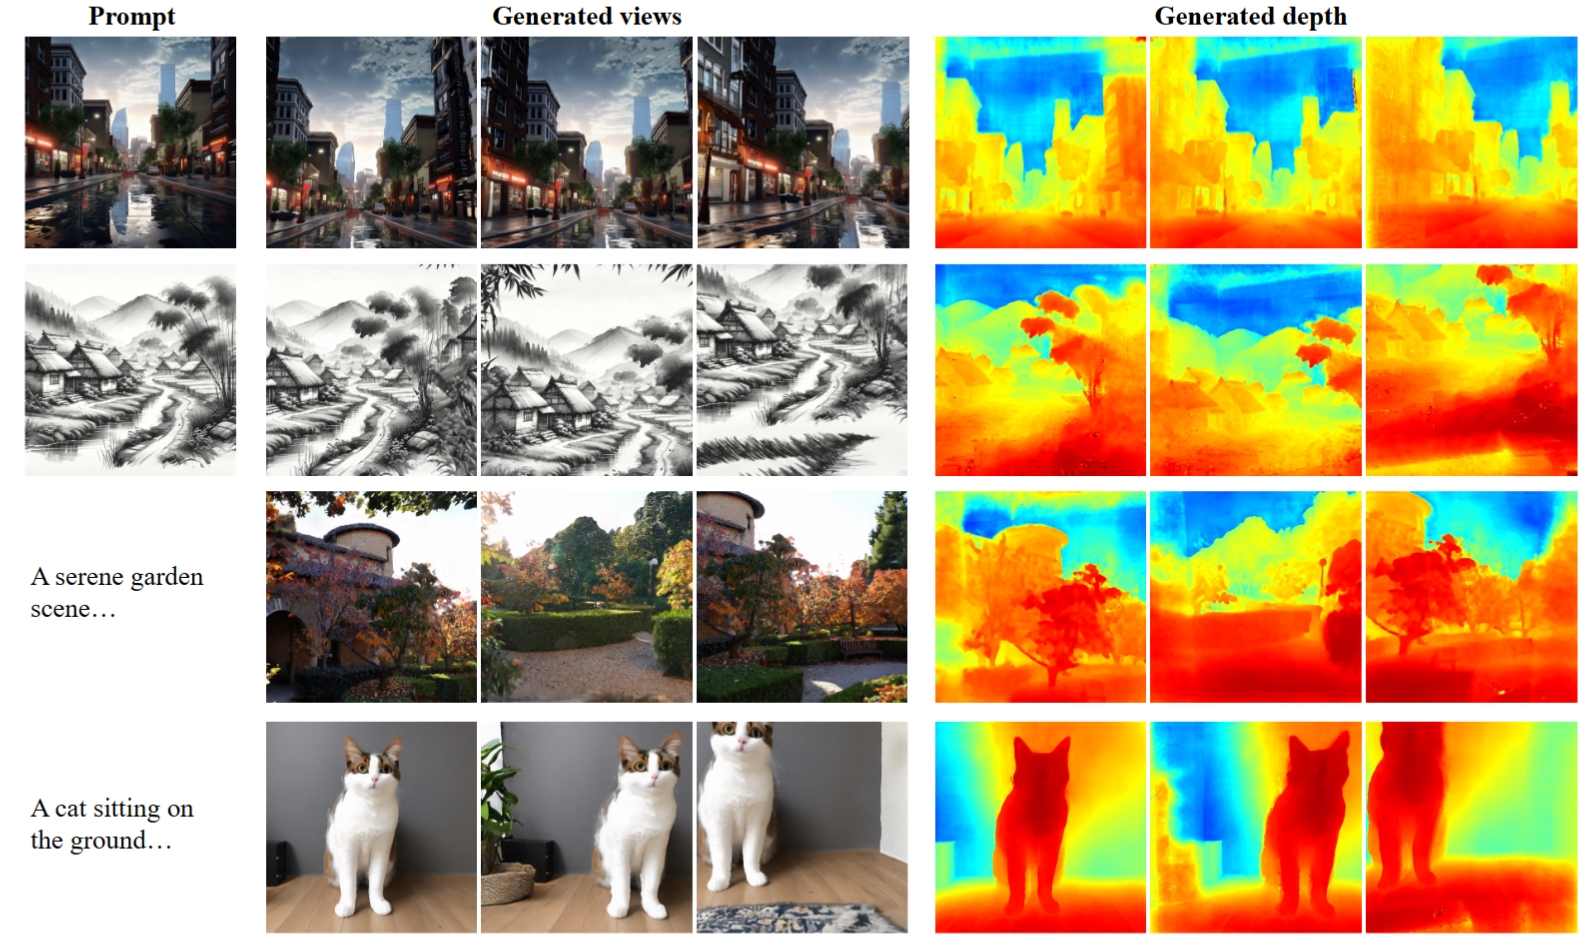 Prompt
Generated views
Generated depth
A serene garden
scene…
A cat sitting on
the ground…